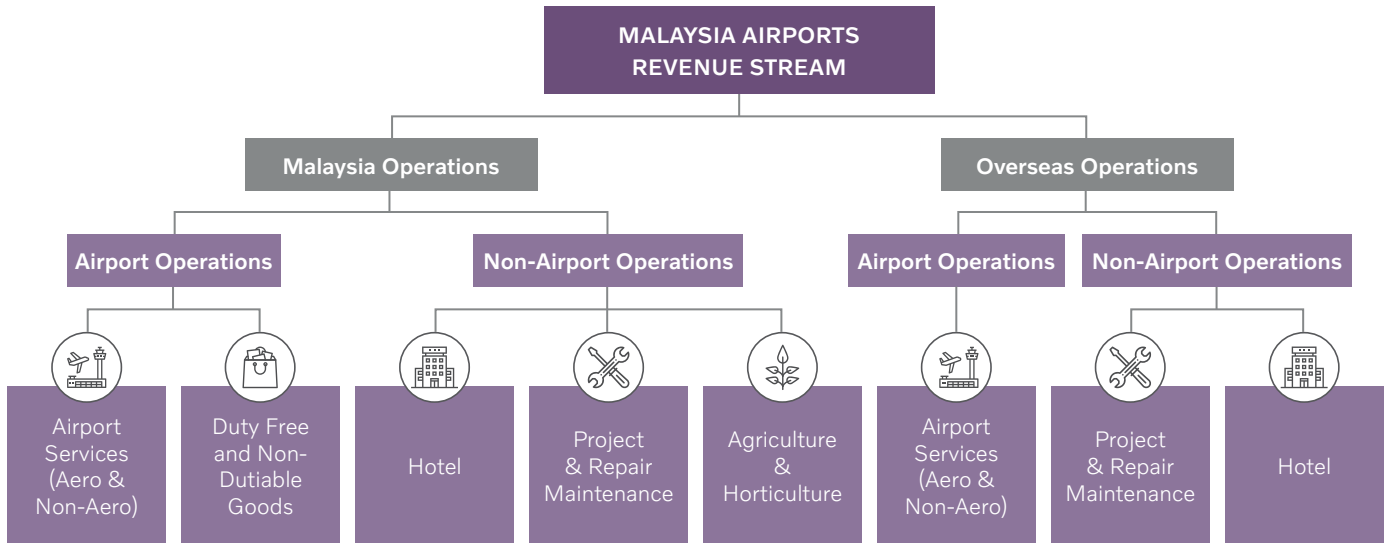 MALAYSIA AIRPORTS
REVENUE STREAM
Malaysia Operations
Overseas Operations
Airport Operations
Non-Airport Operations
Airport Operations
Non-Airport Operations
Airport
Services
(Aero &
Non-Aero)
Duty Free
and Non-
Dutiable
Goods
Hotel
Project
& Repair
Maintenance
Agriculture
&
Horticulture
Airport
Services
(Aero &
Non-Aero)
Project
& Repair
Maintenance
Hotel